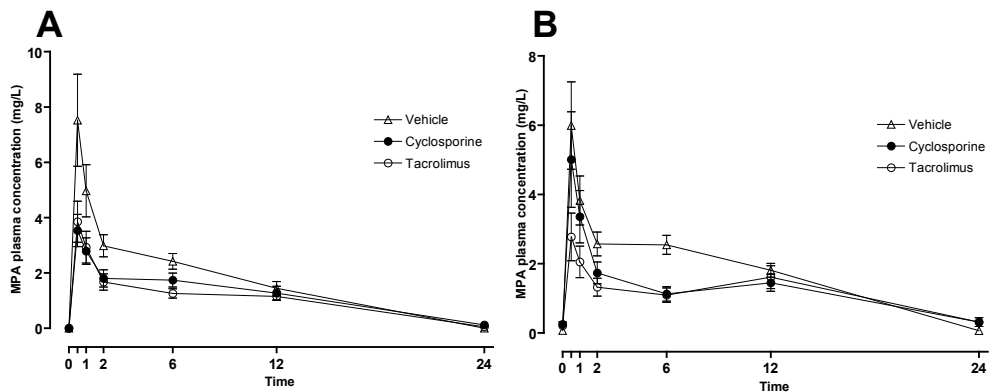 A
MPA plasma concentration (mg/L)
10
8
6
4
2
0
Vehicle
Cyclosporine
Tacrolimus
0 1 2 6 12 24
Time
B
MPA plasma concentration (mg/L)
8
6
4
2
0
Vehicle
Cyclosporine
Tacrolimus
0 1 2 6 12 24
Time